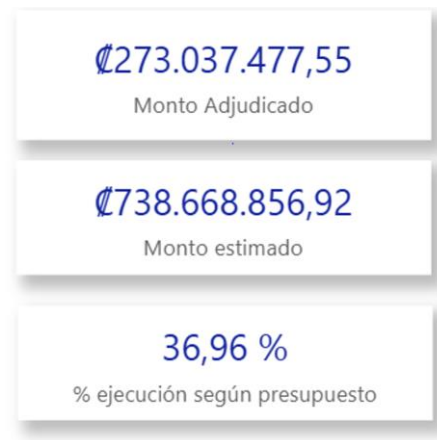 ₡273.037.477,55
Monto Adjudicado
₡738.668.856,92
Monto estimado
36,96 %
% ejecución según presupuesto